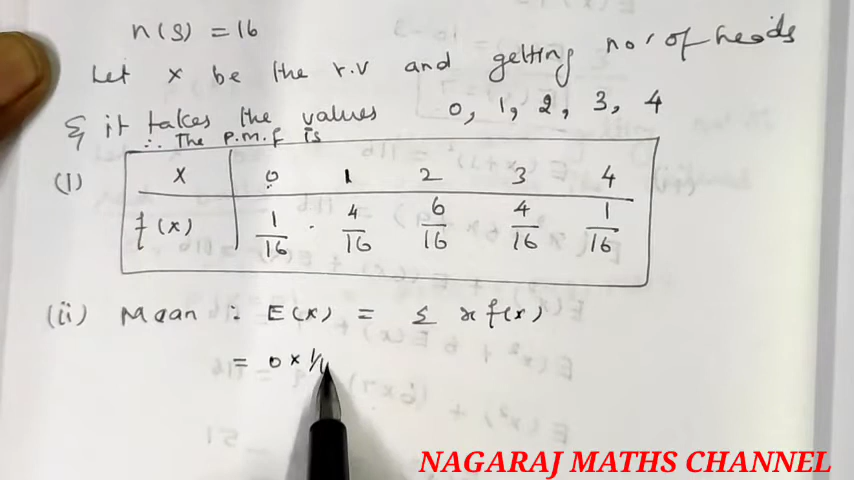 n(S) = 16
Let x be the r.v and getting no. of heads
& it takes the values 0, 1, 2, 3, 4
∴ The p.m.f is
(i) x 0 1 2 3 4
f(x) 1/16 4/16 6/16 4/16 1/16
(ii) Mean : E(x) = Σ x f(x)
= 0 × 1/1
NAGARAJ MATHS CHANNEL